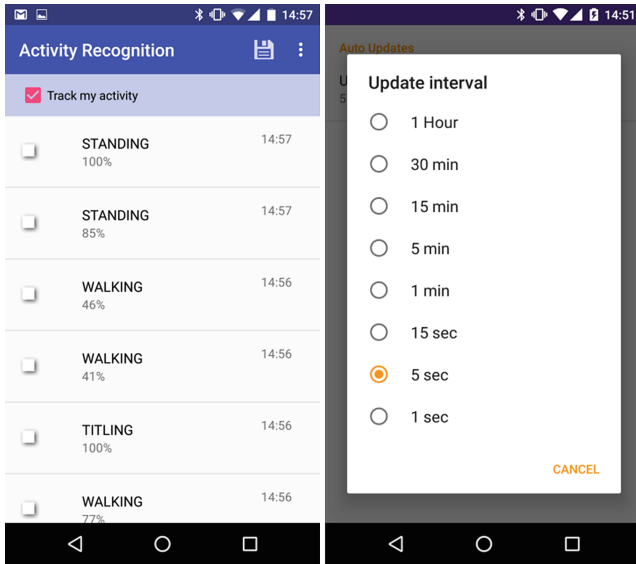 14:57
Activity Recognition
Track my activity
STANDING
14:57
100%
STANDING
14:57
85%
WALKING
14:56
46%
WALKING
14:56
41%
TITLING
14:56
100%
WALKING
14:56
77%
14:51
Auto Updates
U
5
Update interval
1 Hour
30 min
15 min
5 min
1 min
15 sec
5 sec
1 sec
CANCEL